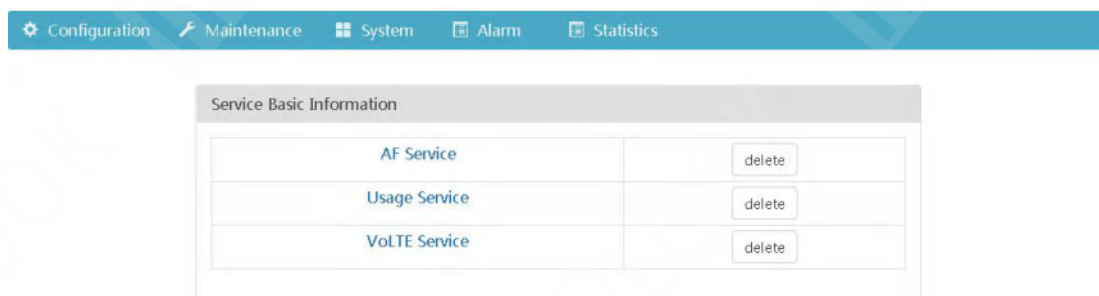 Configuration Maintenance System Alarm Statistics
Service Basic Information
AF Service delete
Usage Service delete
VoLTE Service delete